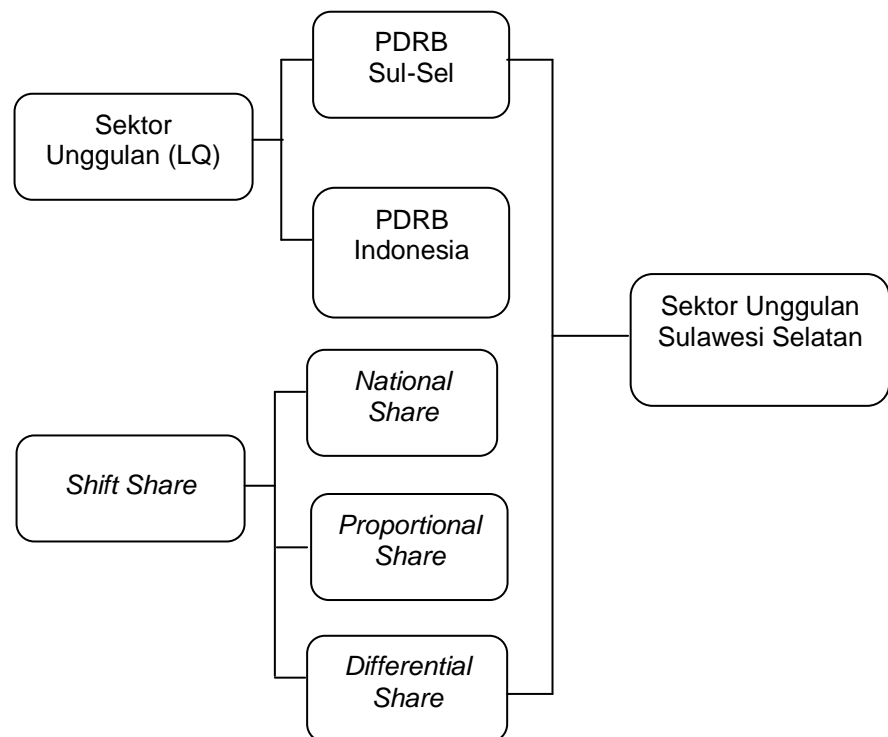 Sektor
Unggulan (LQ)
PDRB
Sul-Sel
PDRB
Indonesia
Shift Share
National
Share
Proportional
Share
Differential
Share
Sektor Unggulan
Sulawesi Selatan